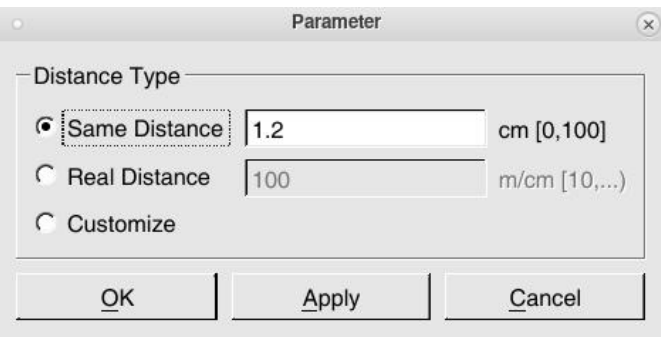 Parameter
Distance Type
Same Distance 1.2 cm [0,100]
Real Distance 100 m/cm [10,...)
Customize
OK Apply Cancel